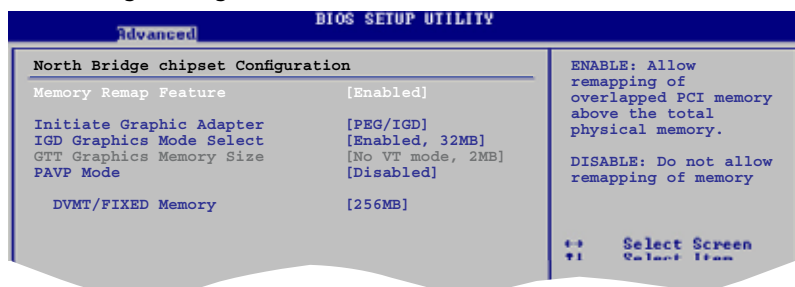 BIOS SETUP UTILITY
Advanced
North Bridge chipset Configuration
Memory Remap Feature [Enabled]
Initiate Graphic Adapter [PEG/IGD]
IGD Graphics Mode Select [Enabled, 32MB]
GTT Graphics Memory Size [No VT mode, 2MB]
PAVP Mode [Disabled]
DVMT/FIXED Memory [256MB]
ENABLE: Allow
remapping of
overlapped PCI memory
above the total
physical memory.
DISABLE: Do not allow
remapping of memory
↔ Select Screen
↑↓ Select Item